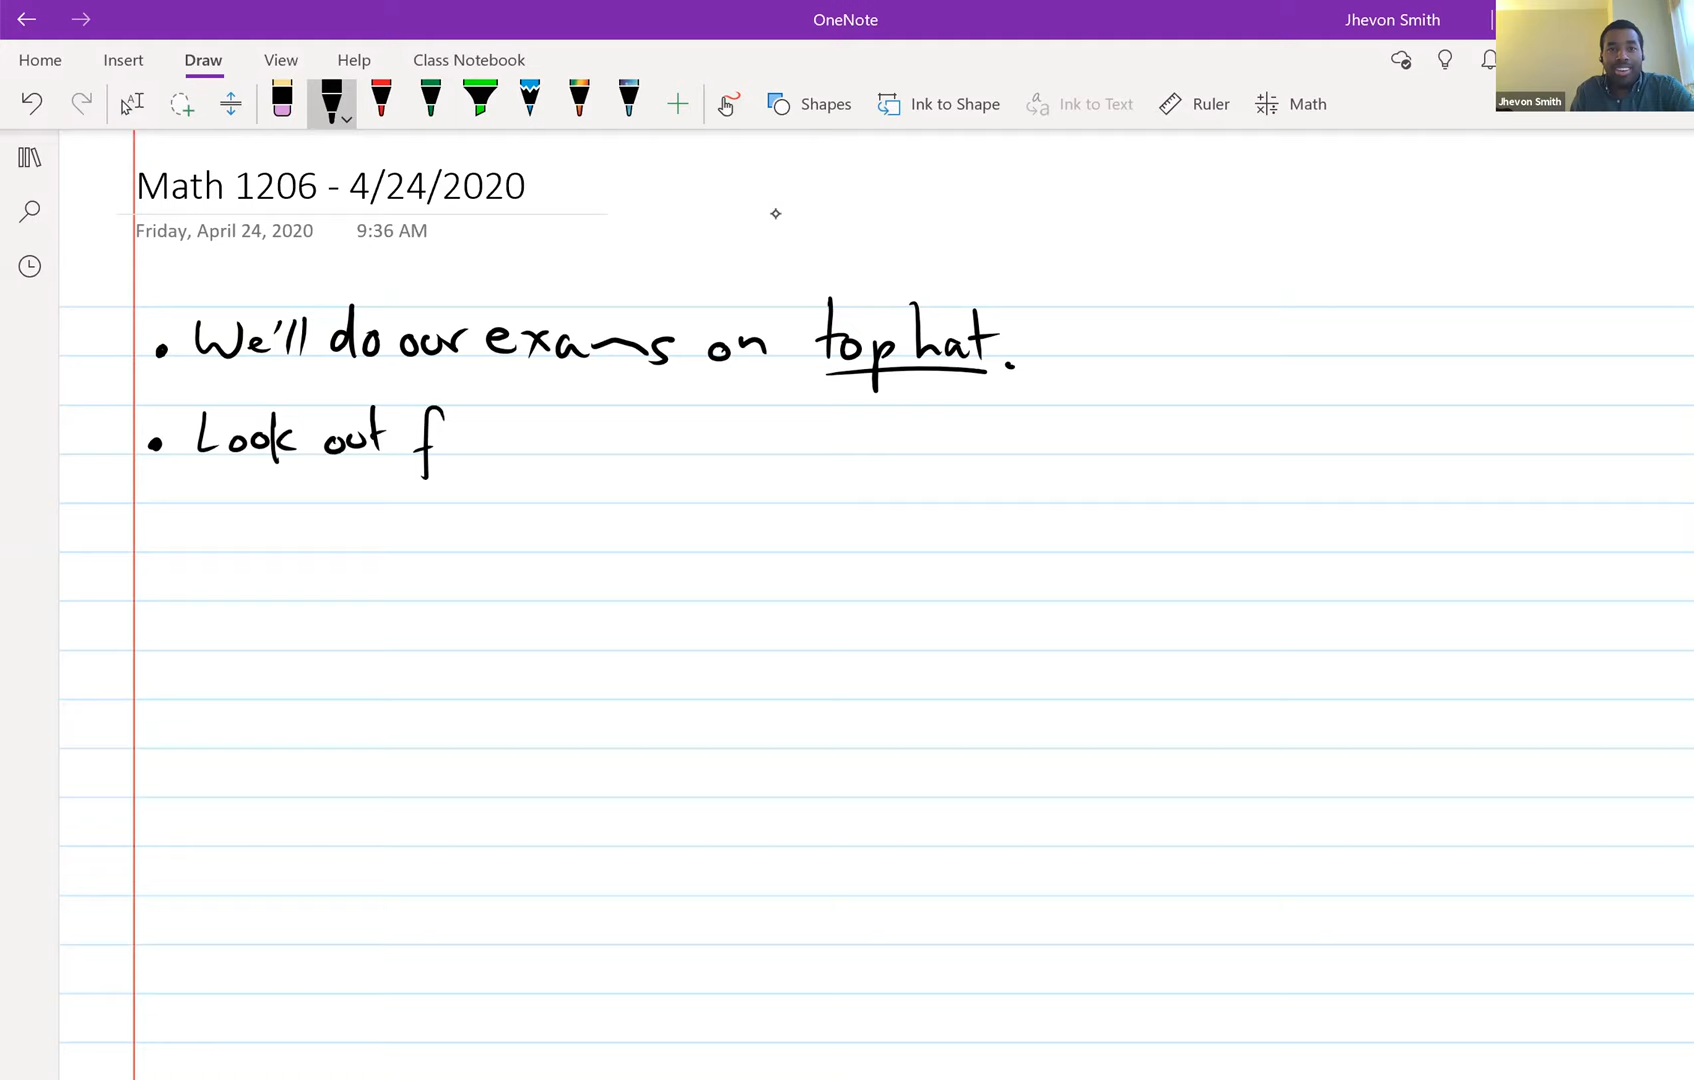 OneNote
Jhevon Smith
Home Insert Draw View Help Class Notebook
Shapes Ink to Shape Ink to Text Ruler Math
Jhevon Smith
Math 1206 - 4/24/2020
Friday, April 24, 2020 9:36 AM
• We'll do our exams on top hat.
• Look out f